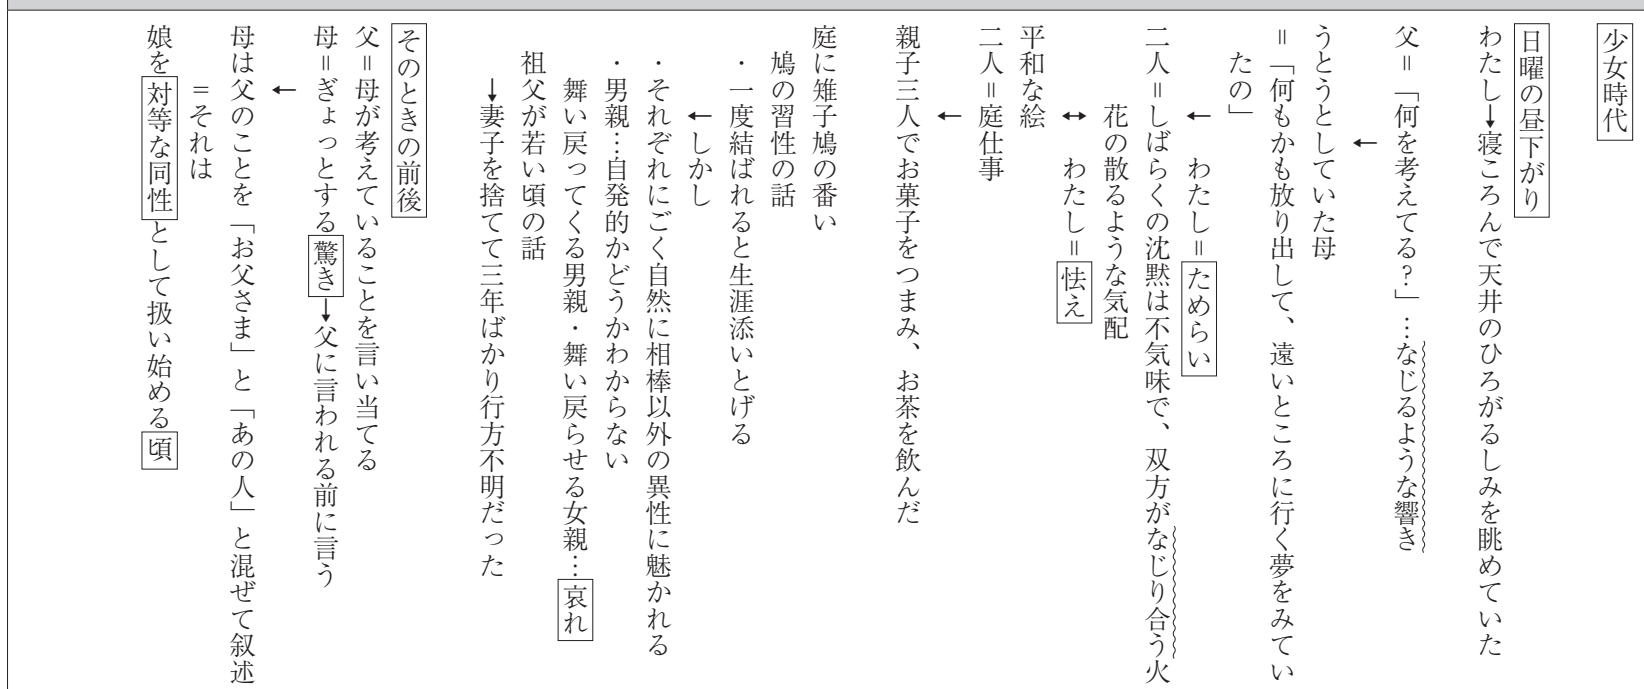 少女時代
日曜の昼下がり
わたし→寝ころんで天井のひろがるしみを眺めていた
父＝「何を考えてる？」…なじるような響き
←
うとうとしていた母
＝「何もかも放り出して、遠いところに行く夢をみてい
たの」
← わたし＝ためらい
二人＝しばらくの沈黙は不気味で、双方がなじり合う火
花の散るような気配
↔ わたし＝怯え
平和な絵
二人＝庭仕事
←
親子三人でお菓子をつまみ、お茶を飲んだ
庭に雉子鳩の番い
鳩の習性の話
・一度結ばれると生涯添いとげる
←しかし
・それぞれにごく自然に相棒以外の異性に魅かれる
・男親…自発的かどうかわからない
舞い戻ってくる男親・舞い戻らせる女親…哀れ
祖父が若い頃の話
→妻子を捨てて三年ばかり行方不明だった
そのときの前後
父＝母が考えていることを言い当てる
母＝ぎょっとする驚き→父に言われる前に言う
←
母は父のことを「お父さま」と「あの人」と混ぜて叙述
＝それは
娘を対等な同性として扱い始める頃